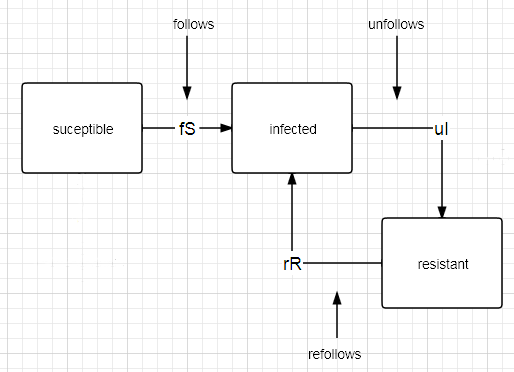 follows
unfollows
suceptible
fS
infected
uI
rR
resistant
refollows